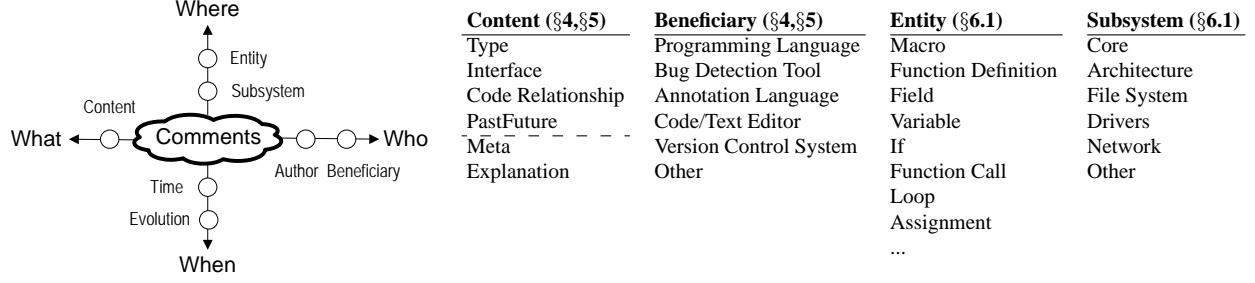 Where
Entity
Subsystem
Content
What
Comments
Who
Author Beneficiary
Time
Evolution
When
Content (§4,§5)
Type
Interface
Code Relationship
PastFuture
Meta
Explanation
Beneficiary (§4,§5)
Programming Language
Bug Detection Tool
Annotation Language
Code/Text Editor
Version Control System
Other
Entity (§6.1)
Macro
Function Definition
Field
Variable
If
Function Call
Loop
Assignment
...
Subsystem (§6.1)
Core
Architecture
File System
Drivers
Network
Other